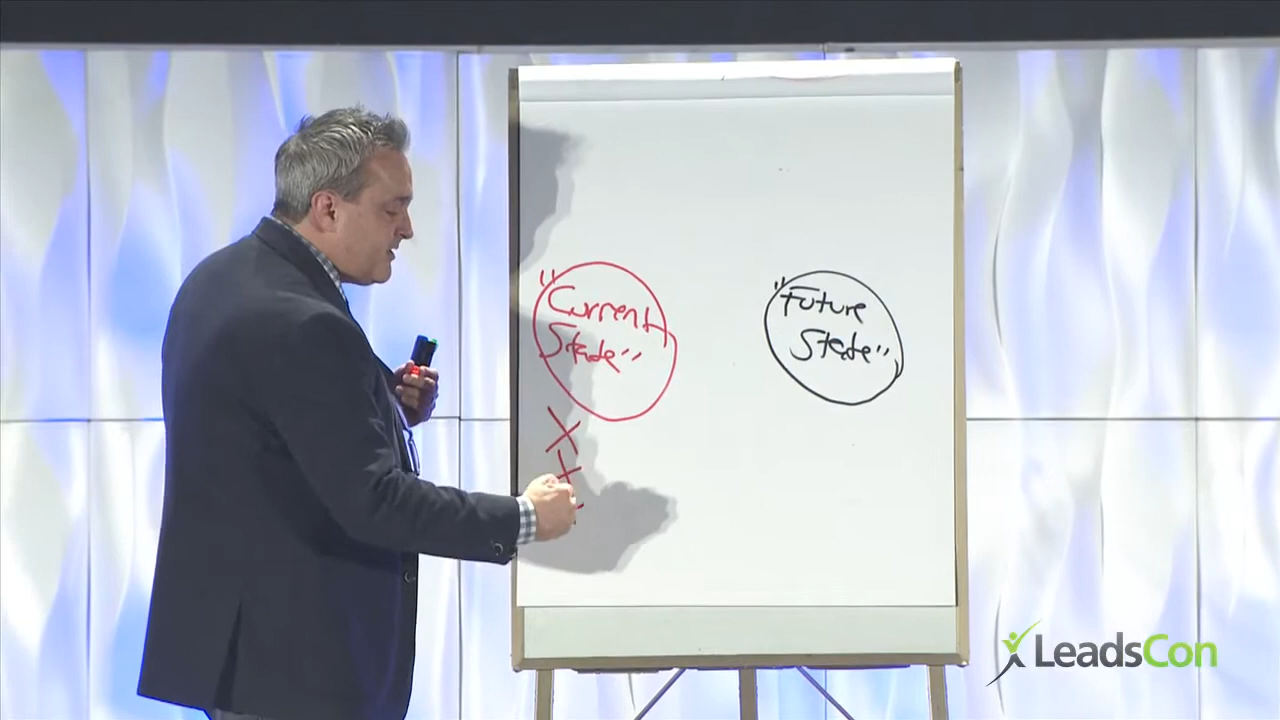 "Current
State"
"Future
State"
X
X
LeadsCon